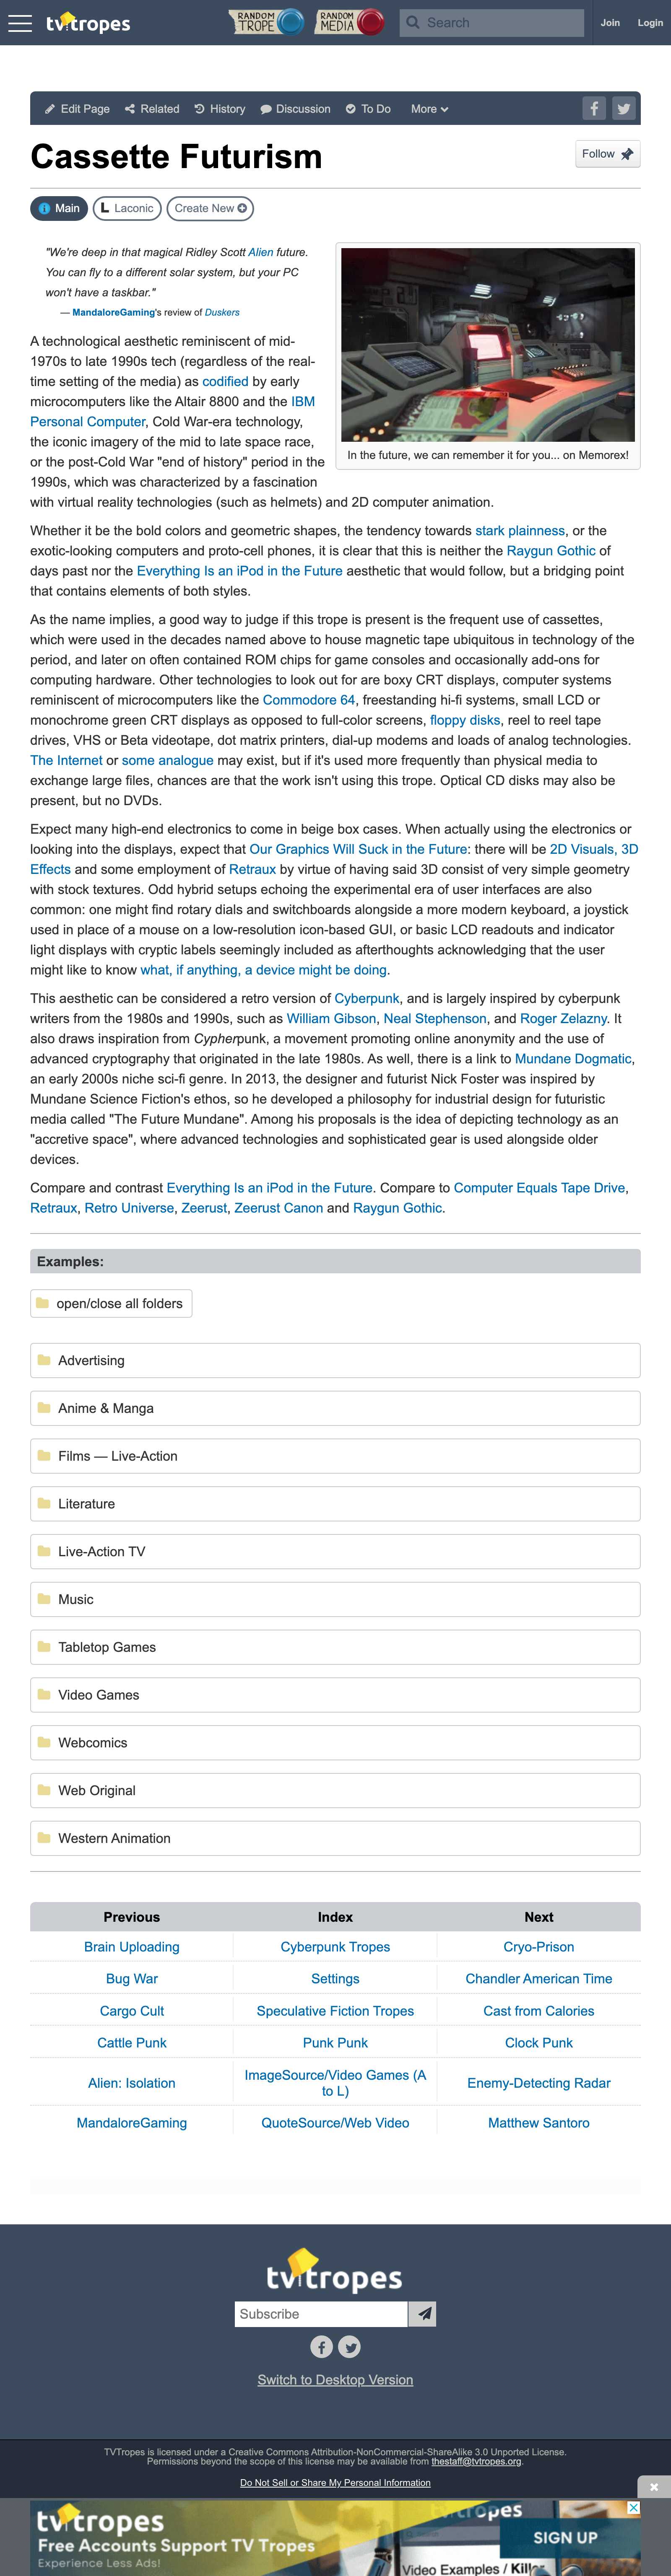 tvtropes
RANDOM TROPE
RANDOM MEDIA
Search
Join
Login
Edit Page
Related
History
Discussion
To Do
More
Cassette Futurism
Follow
Main
L Laconic
Create New
"We're deep in that magical Ridley Scott Alien future.
You can fly to a different solar system, but your PC
won't have a taskbar."
— MandaloreGaming's review of Duskers
In the future, we can remember it for you... on Memorex!
A technological aesthetic reminiscent of mid-
1970s to late 1990s tech (regardless of the real-
time setting of the media) as codified by early
microcomputers like the Altair 8800 and the IBM
Personal Computer, Cold War-era technology,
the iconic imagery of the mid to late space race,
or the post-Cold War "end of history" period in the
1990s, which was characterized by a fascination
with virtual reality technologies (such as helmets) and 2D computer animation.
Whether it be the bold colors and geometric shapes, the tendency towards stark plainness, or the
exotic-looking computers and proto-cell phones, it is clear that this is neither the Raygun Gothic of
days past nor the Everything Is an iPod in the Future aesthetic that would follow, but a bridging point
that contains elements of both styles.
As the name implies, a good way to judge if this trope is present is the frequent use of cassettes,
which were used in the decades named above to house magnetic tape ubiquitous in technology of the
period, and later on often contained ROM chips for game consoles and occasionally add-ons for
computing hardware. Other technologies to look out for are boxy CRT displays, computer systems
reminiscent of microcomputers like the Commodore 64, freestanding hi-fi systems, small LCD or
monochrome green CRT displays as opposed to full-color screens, floppy disks, reel to reel tape
drives, VHS or Beta videotape, dot matrix printers, dial-up modems and loads of analog technologies.
The Internet or some analogue may exist, but if it's used more frequently than physical media to
exchange large files, chances are that the work isn't using this trope. Optical CD disks may also be
present, but no DVDs.
Expect many high-end electronics to come in beige box cases. When actually using the electronics or
looking into the displays, expect that Our Graphics Will Suck in the Future: there will be 2D Visuals, 3D
Effects and some employment of Retraux by virtue of having said 3D consist of very simple geometry
with stock textures. Odd hybrid setups echoing the experimental era of user interfaces are also
common: one might find rotary dials and switchboards alongside a more modern keyboard, a joystick
used in place of a mouse on a low-resolution icon-based GUI, or basic LCD readouts and indicator
light displays with cryptic labels seemingly included as afterthoughts acknowledging that the user
might like to know what, if anything, a device might be doing.
This aesthetic can be considered a retro version of Cyberpunk, and is largely inspired by cyberpunk
writers from the 1980s and 1990s, such as William Gibson, Neal Stephenson, and Roger Zelazny. It
also draws inspiration from Cypherpunk, a movement promoting online anonymity and the use of
advanced cryptography that originated in the late 1980s. As well, there is a link to Mundane Dogmatic,
an early 2000s niche sci-fi genre. In 2013, the designer and futurist Nick Foster was inspired by
Mundane Science Fiction's ethos, so he developed a philosophy for industrial design for futuristic
media called "The Future Mundane". Among his proposals is the idea of depicting technology as an
"accretive space", where advanced technologies and sophisticated gear is used alongside older
devices.
Compare and contrast Everything Is an iPod in the Future. Compare to Computer Equals Tape Drive,
Retraux, Retro Universe, Zeerust, Zeerust Canon and Raygun Gothic.
Examples:
open/close all folders
Advertising
Anime & Manga
Films — Live-Action
Literature
Live-Action TV
Music
Tabletop Games
Video Games
Webcomics
Web Original
Western Animation
Previous Index Next
Brain Uploading Cyberpunk Tropes Cryo-Prison
Bug War Settings Chandler American Time
Cargo Cult Speculative Fiction Tropes Cast from Calories
Cattle Punk Punk Punk Clock Punk
Alien: Isolation ImageSource/Video Games (A to L) Enemy-Detecting Radar
MandaloreGaming QuoteSource/Web Video Matthew Santoro
tvtropes
Subscribe
Switch to Desktop Version
TVTropes is licensed under a Creative Commons Attribution-NonCommercial-ShareAlike 3.0 Unported License.
Permissions beyond the scope of this license may be available from thestaff@tvtropes.org.
Do Not Sell or Share My Personal Information
tvtropes
Free Accounts Support TV Tropes
Experience Less Ads!
SIGN UP
Video Examples